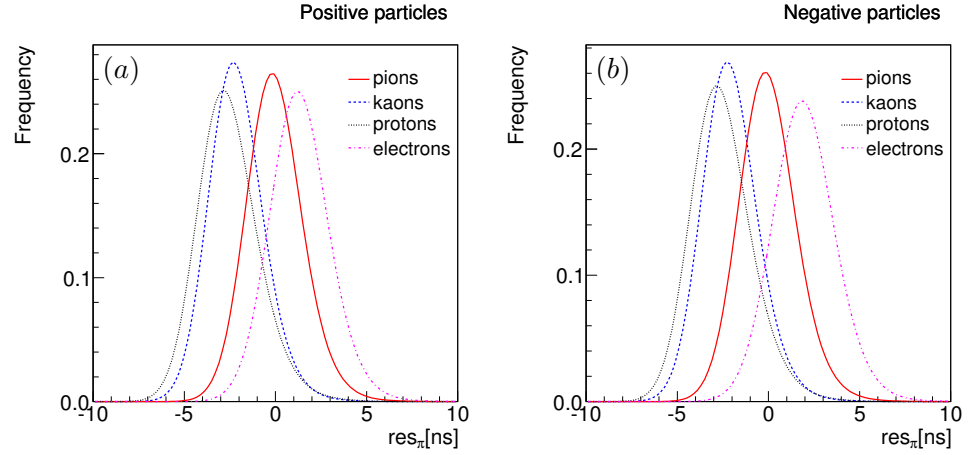 Positive particles
Frequency
(a)
pions
kaons
protons
electrons
0.2
0.1
0.0
-10 -5 0 5 10
res_π[ns]
Negative particles
Frequency
(b)
pions
kaons
protons
electrons
0.2
0.1
0.0
-10 -5 0 5 10
res_π[ns]